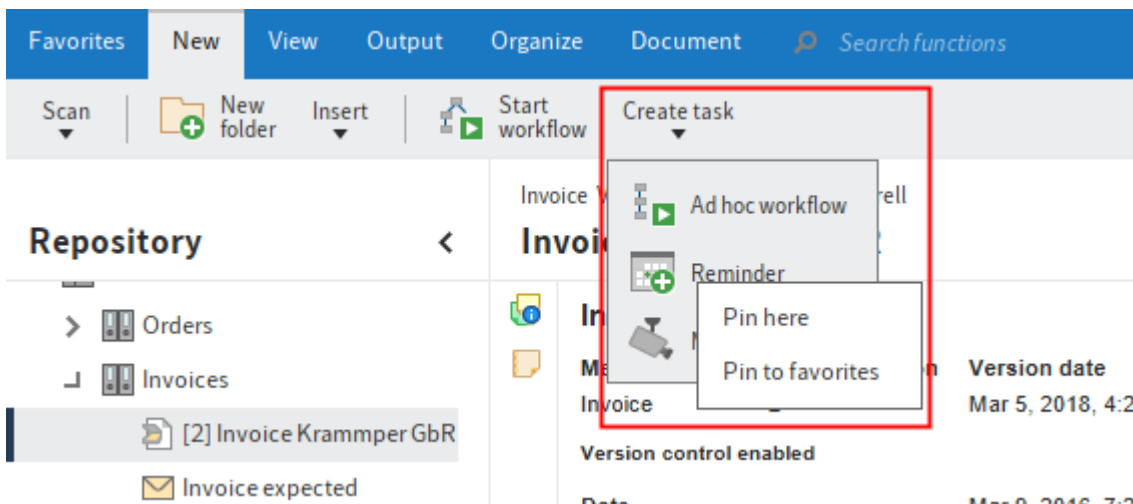 Favorites New View Output Organize Document Search functions
Scan New folder Insert Start workflow Create task
Invoice
Ad hoc workflow
Repository
Reminder
Orders
Pin here
Invoices
Pin to favorites
Version date
Invoice
Mar 5, 2018, 4:2
[2] Invoice Krammper GbR
Version control enabled
Invoice expected